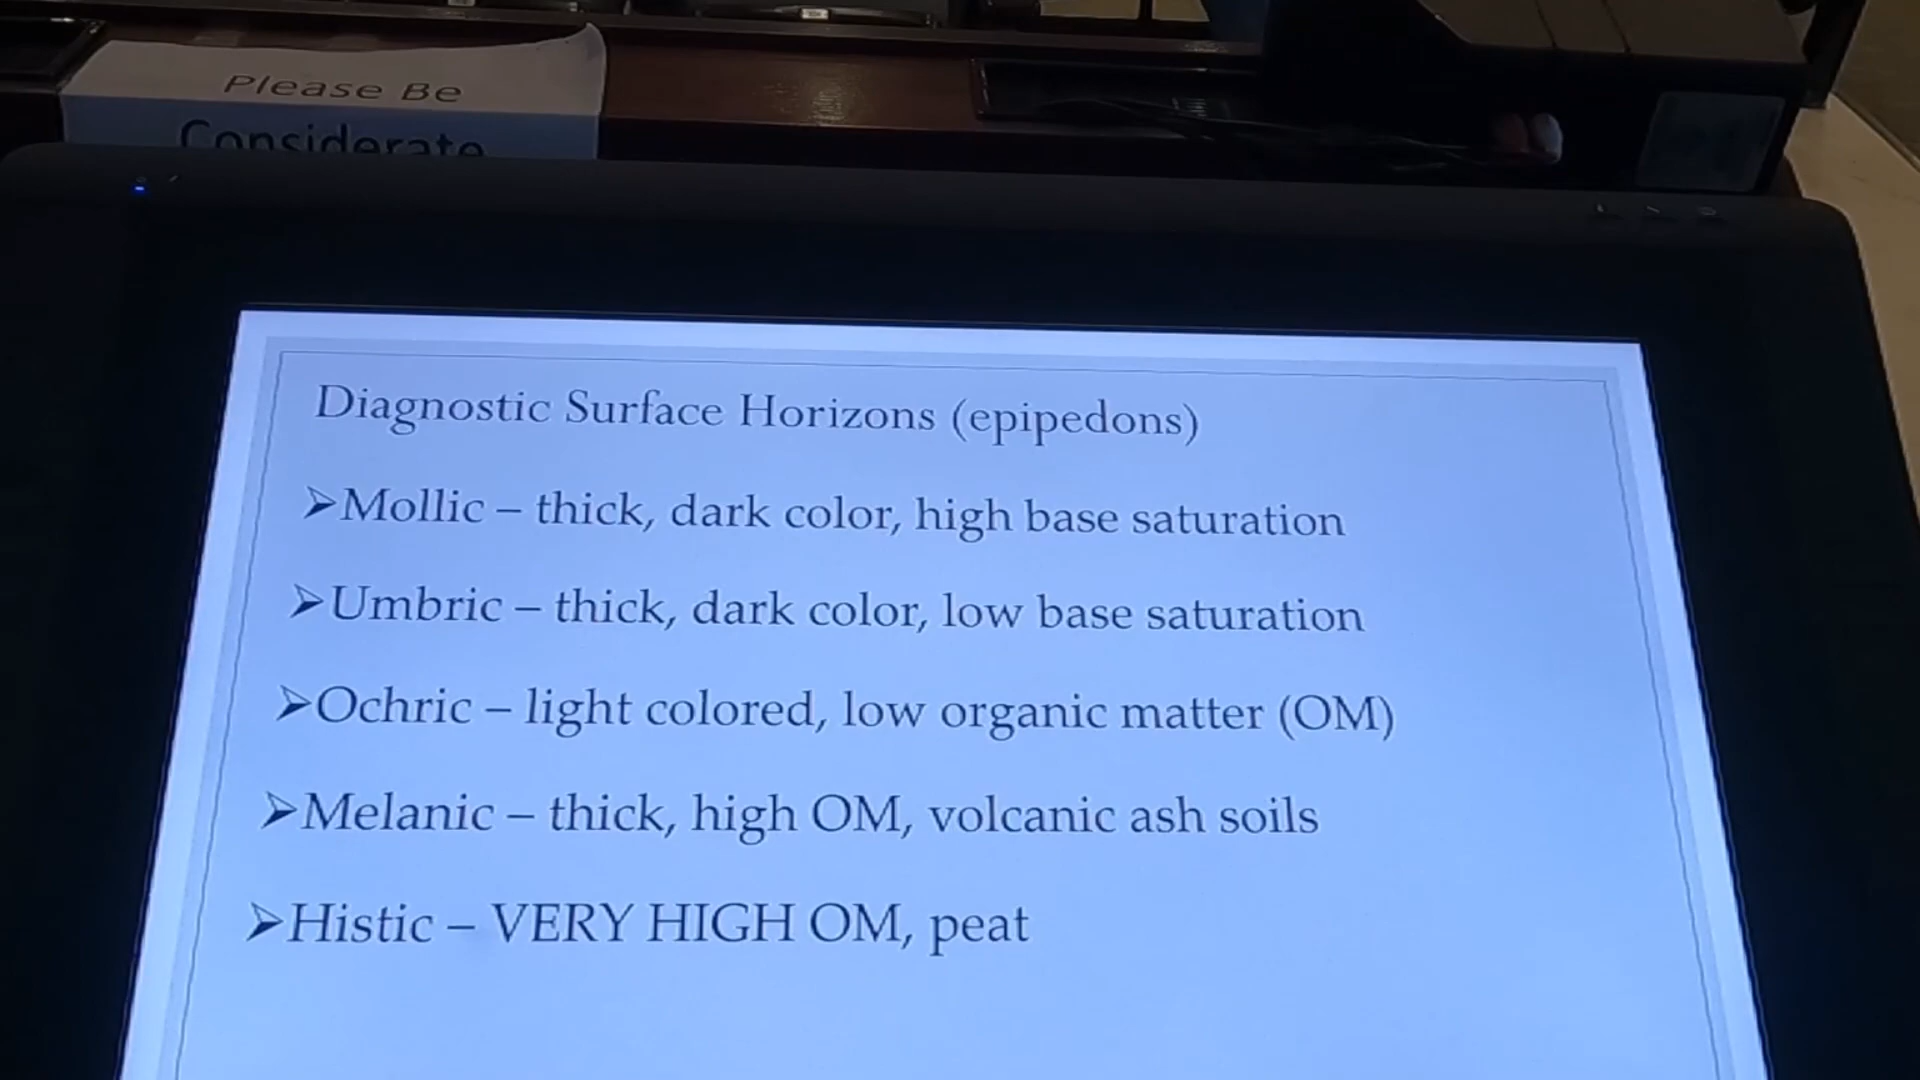 Please Be
Considerate
Diagnostic Surface Horizons (epipedons)
➢Mollic – thick, dark color, high base saturation
➢Umbric – thick, dark color, low base saturation
➢Ochric – light colored, low organic matter (OM)
➢Melanic – thick, high OM, volcanic ash soils
➢Histic – VERY HIGH OM, peat